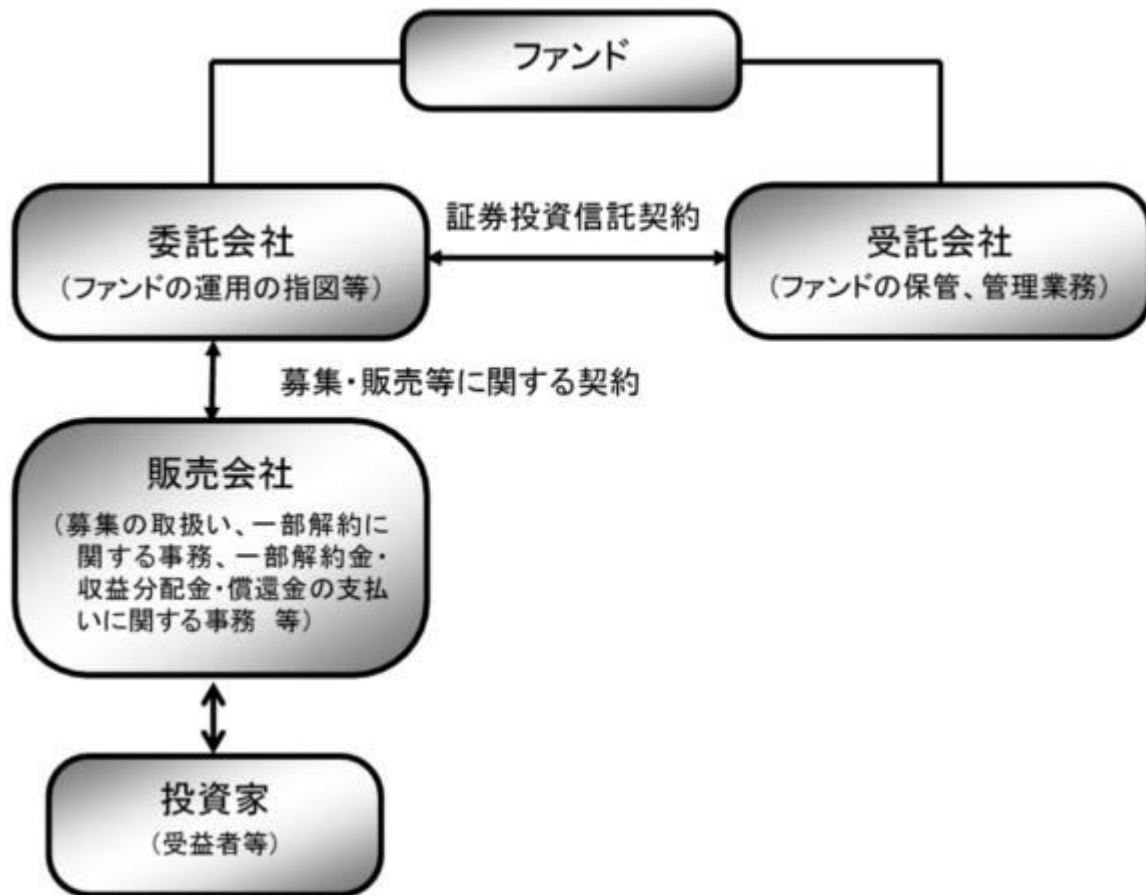 ファンド
委託会社
（ファンドの運用の指図等）
証券投資信託契約
受託会社
（ファンドの保管、管理業務）
募集・販売等に関する契約
販売会社
（募集の取扱い、一部解約に
関する事務、一部解約金・
収益分配金・償還金の支払
いに関する事務　等）
投資家
（受益者等）